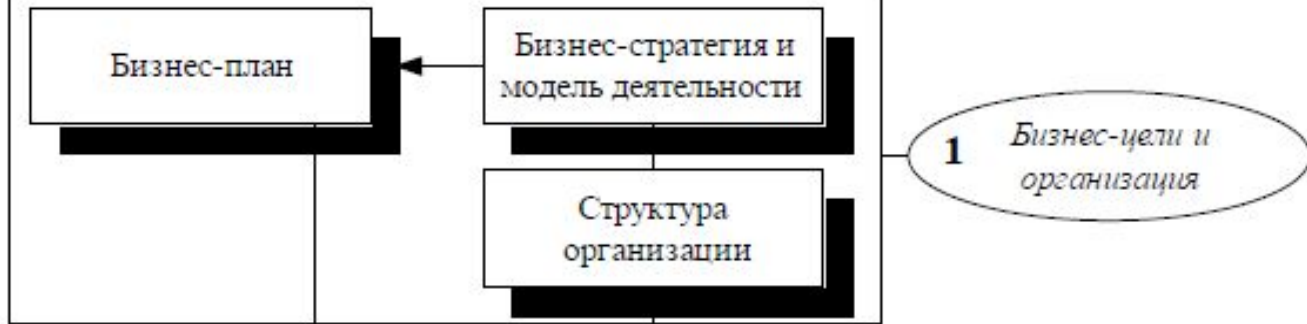 Бизнес-план
Бизнес-стратегия и
модель деятельности
1
Бизнес-цели и
организация
Структура
организации